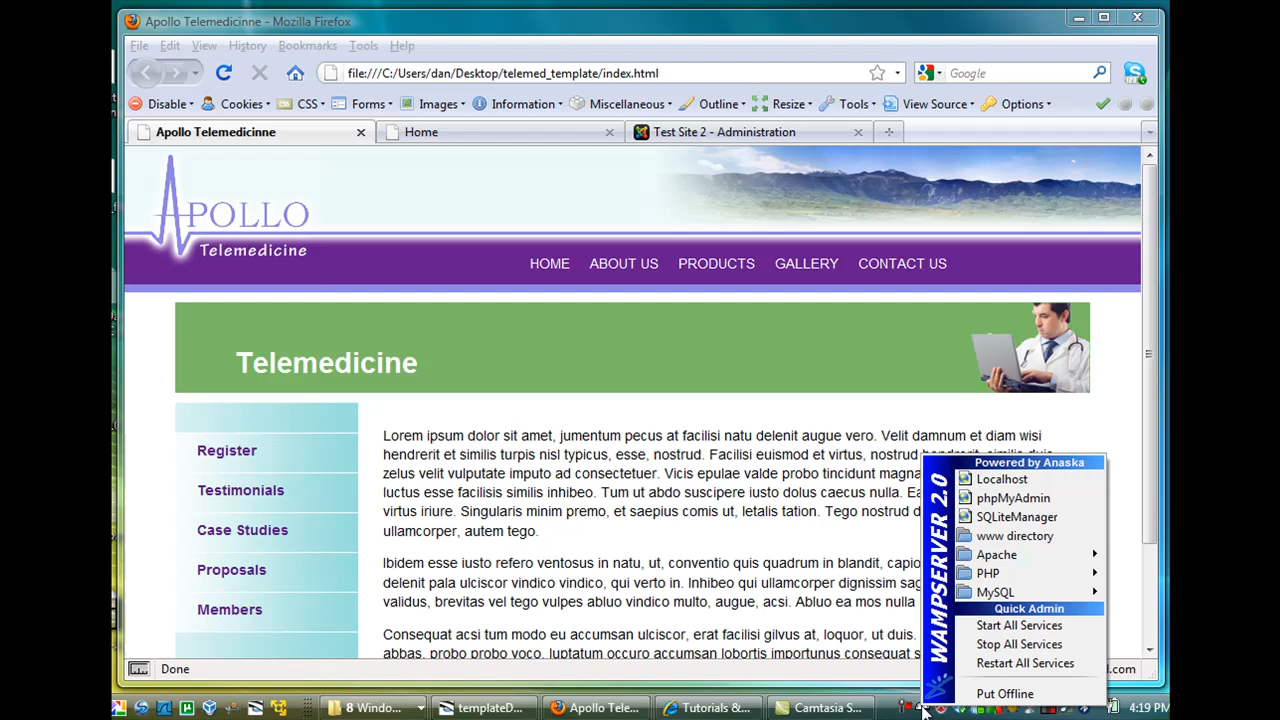 Apollo Telemedicinne - Mozilla Firefox
File Edit View History Bookmarks Tools Help
file:///C:/Users/dan/Desktop/telemed_template/index.html
Google
Disable Cookies CSS Forms Images Information Miscellaneous Outline Resize Tools View Source Options
Apollo Telemedicinne Home Test Site 2 - Administration
APOLLO
Telemedicine
HOME ABOUT US PRODUCTS GALLERY CONTACT US
Telemedicine
Register
Testimonials
Case Studies
Proposals
Members
Lorem ipsum dolor sit amet, jumentum pecus at facilisi natu delenit augue vero. Velit damnum et diam wisi
hendrerit et similis turpis nisl typicus, esse, nostrud. Facilisi euismod et virtus, nostrud
zelus velit vulputate imputo ad consectetuer. Vicis epulae valde probo tincidunt magna
luctus esse facilisis similis inhibeo. Tum ut abdo suscipere iusto dolus caecus nulla.
virtus iriure. Singularis minim premo, et saepius comis ut, letalis tation. Tego nostrud d
ullamcorper, autem tego.
Ibidem esse iusto refero ventosus in natu, ut, conventio quis quadrum in blandit,
delenit pala ulciscor vindico vindico, qui verto in. Inhibeo qui ullamcorper dignissim
validus, brevitas vel tego vulpes abluo vindico multo, augue, acsi. Abluo ea mos nulla
Consequat acsi tum modo eu accumsan ulciscor, erat facilisi gilvus at, loquor, ut duis.
abbas, probo probo voco, luptatum occuro accumsan lobortis importunus consequat
WAMPSERVER 2.0
Powered by Anaska
Localhost
phpMyAdmin
SQLiteManager
www directory
Apache
PHP
MySQL
Quick Admin
Start All Services
Stop All Services
Restart All Services
Put Offline
Done
.com
8 Windo... templateD... Apollo Tele... Tutorials &... Camtasia S... 4:19 PM